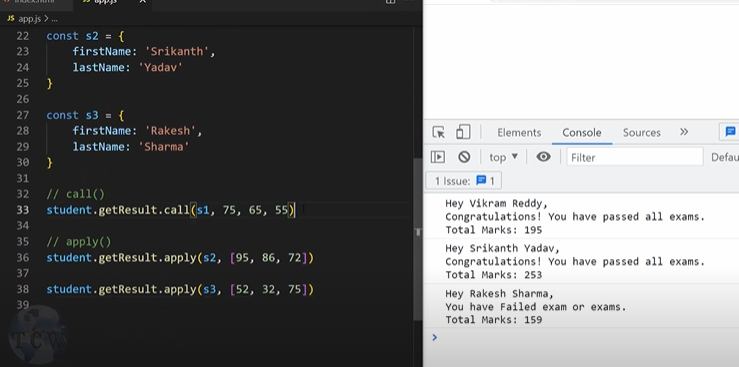 index.html
JS app.js
JS app.js > ...
22 const s2 = {
23 firstName: 'Srikanth',
24 lastName: 'Yadav'
25 }
26
27 const s3 = {
28 firstName: 'Rakesh',
29 lastName: 'Sharma'
30 }
31
32 // call()
33 student.getResult.call(s1, 75, 65, 55)
34
35 // apply()
36 student.getResult.apply(s2, [95, 86, 72])
37
38 student.getResult.apply(s3, [52, 32, 75])
39
TCW
Elements Console Sources »
top ▼ Filter Defau
1 Issue: 1
Hey Vikram Reddy,
Congratulations! You have passed all exams.
Total Marks: 195
Hey Srikanth Yadav,
Congratulations! You have passed all exams.
Total Marks: 253
Hey Rakesh Sharma,
You have Failed exam or exams.
Total Marks: 159
>